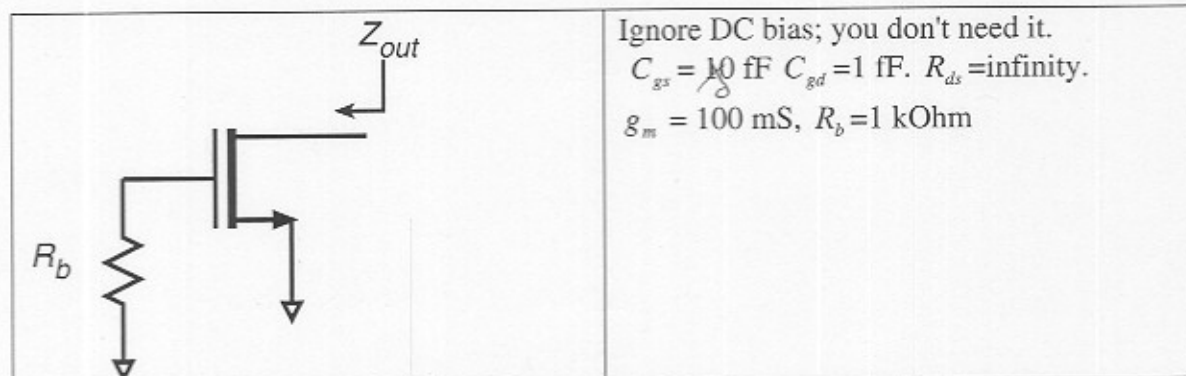 Z_out
R_b
Ignore DC bias; you don't need it.
C_gs = 0 fF C_gd =1 fF. R_ds =infinity.
g_m = 100 mS, R_b =1 kOhm